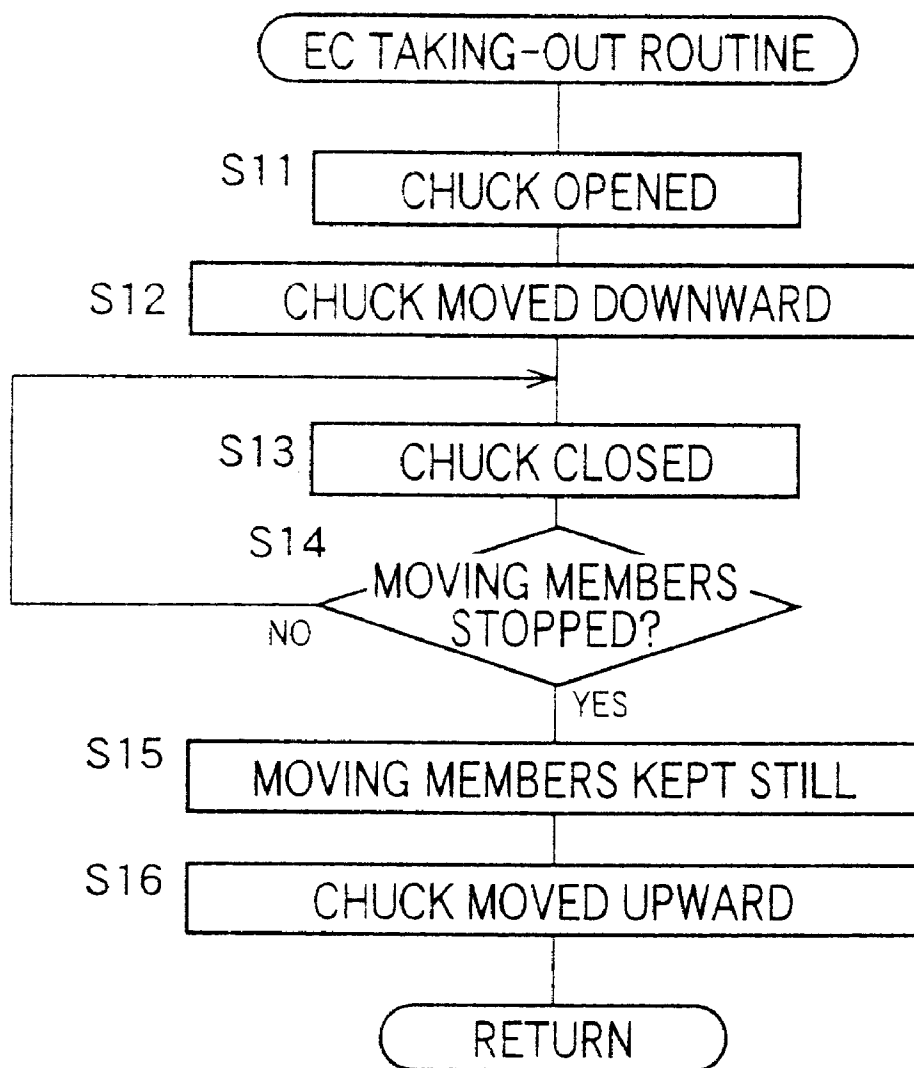 EC TAKING-OUT ROUTINE
S11
CHUCK OPENED
S12
CHUCK MOVED DOWNWARD
S13
CHUCK CLOSED
S14
MOVING MEMBERS
STOPPED?
NO
YES
S15
MOVING MEMBERS KEPT STILL
S16
CHUCK MOVED UPWARD
RETURN